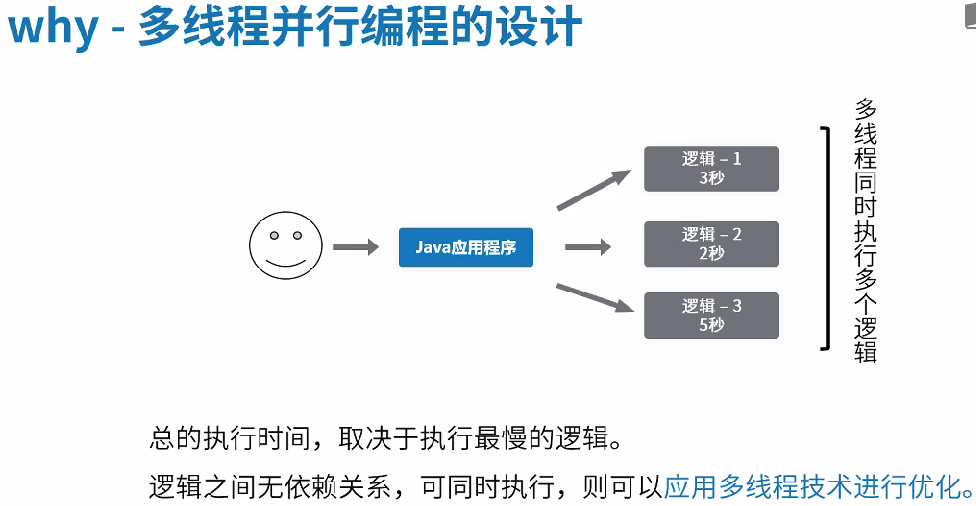 why - 多线程并行编程的设计
逻辑 – 1
3秒
Java应用程序
逻辑 – 2
2秒
逻辑 – 3
5秒
多线程同时执行多个逻辑
总的执行时间，取决于执行最慢的逻辑。
逻辑之间无依赖关系，可同时执行，则可以应用多线程技术进行优化。